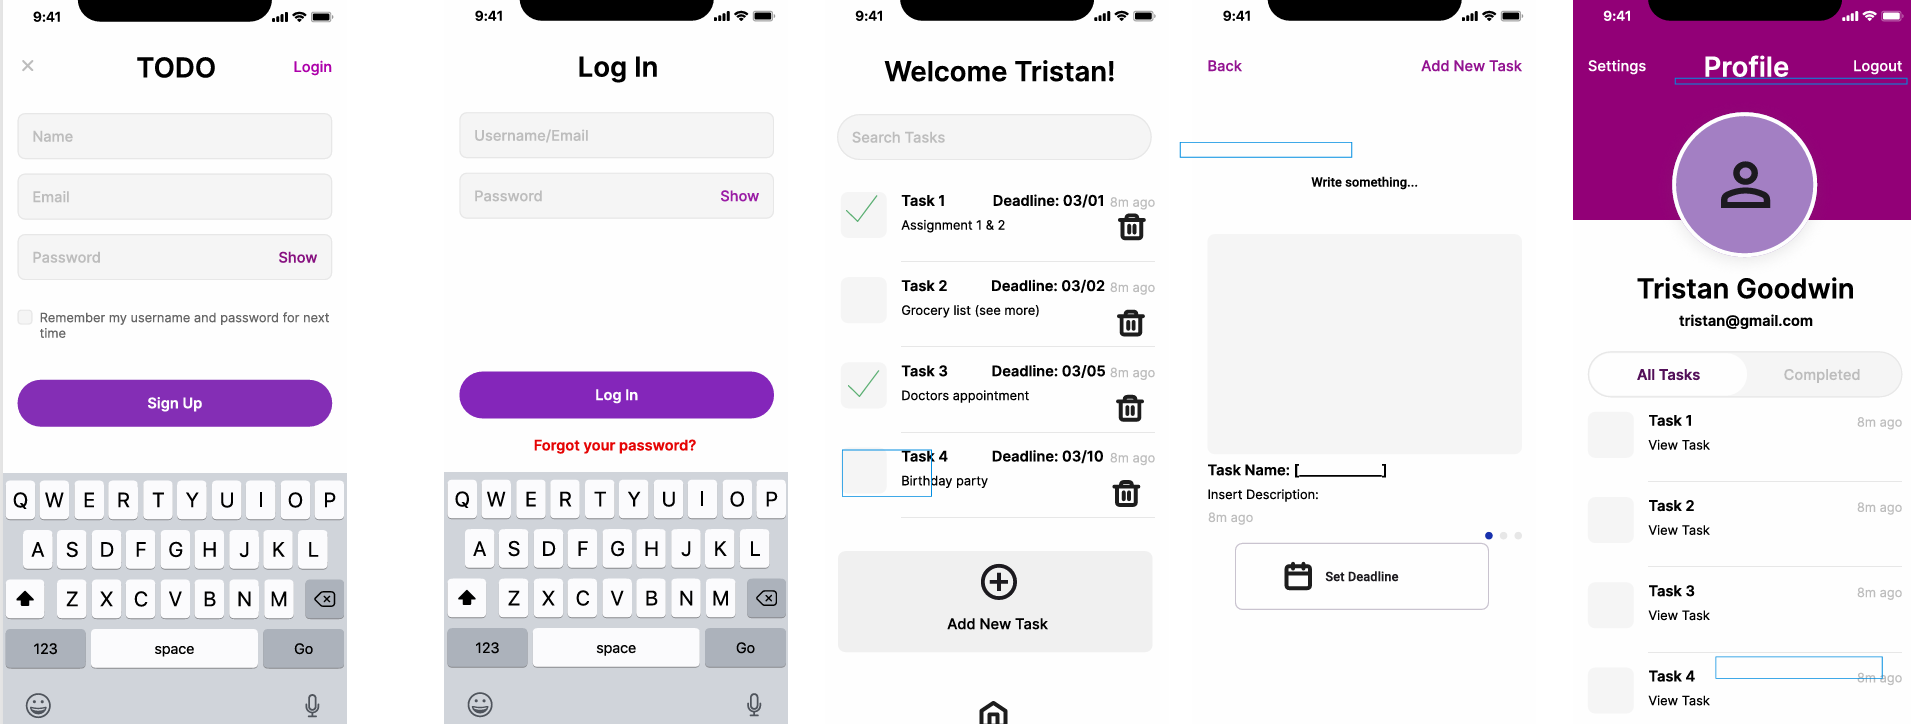 9:41
TODO
Login
Name
Email
Password
Show
Remember my username and password for next
time
Sign Up
Q W E R T Y U I O P
A S D F G H J K L
Z X C V B N M
123
space
Go
9:41
Log In
Username/Email
Password
Show
Log In
Forgot your password?
Q W E R T Y U I O P
A S D F G H J K L
Z X C V B N M
123
space
Go
9:41
Welcome Tristan!
Search Tasks
Task 1 Deadline: 03/01 8m ago
Assignment 1 & 2
Task 2 Deadline: 03/02 8m ago
Grocery list (see more)
Task 3 Deadline: 03/05 8m ago
Doctors appointment
Task 4 Deadline: 03/10 8m ago
Birthday party
Add New Task
9:41
Back
Add New Task
Write something...
Task Name: [__________]
Insert Description:
8m ago
Set Deadline
9:41
Settings
Profile
Logout
Tristan Goodwin
tristan@gmail.com
All Tasks
Completed
Task 1 8m ago
View Task
Task 2 8m ago
View Task
Task 3 8m ago
View Task
Task 4 8m ago
View Task